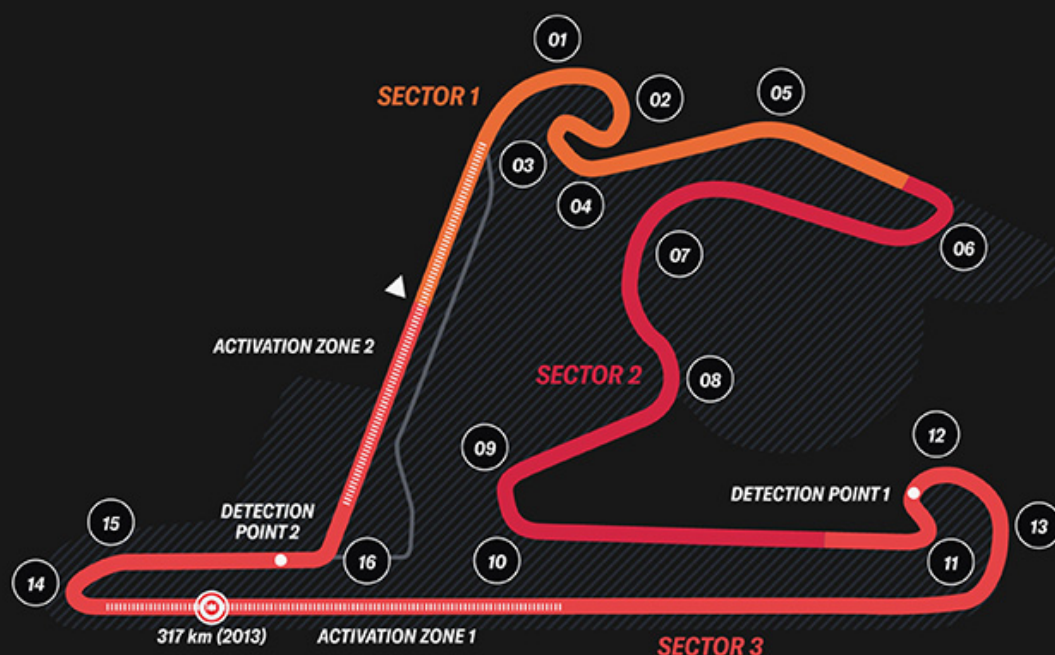 01
SECTOR 1
02
05
03
04
06
07
ACTIVATION ZONE 2
SECTOR 2
08
09
12
DETECTION POINT 1
DETECTION
POINT 2
15
13
16
10
11
14
317 km (2013)
ACTIVATION ZONE 1
SECTOR 3